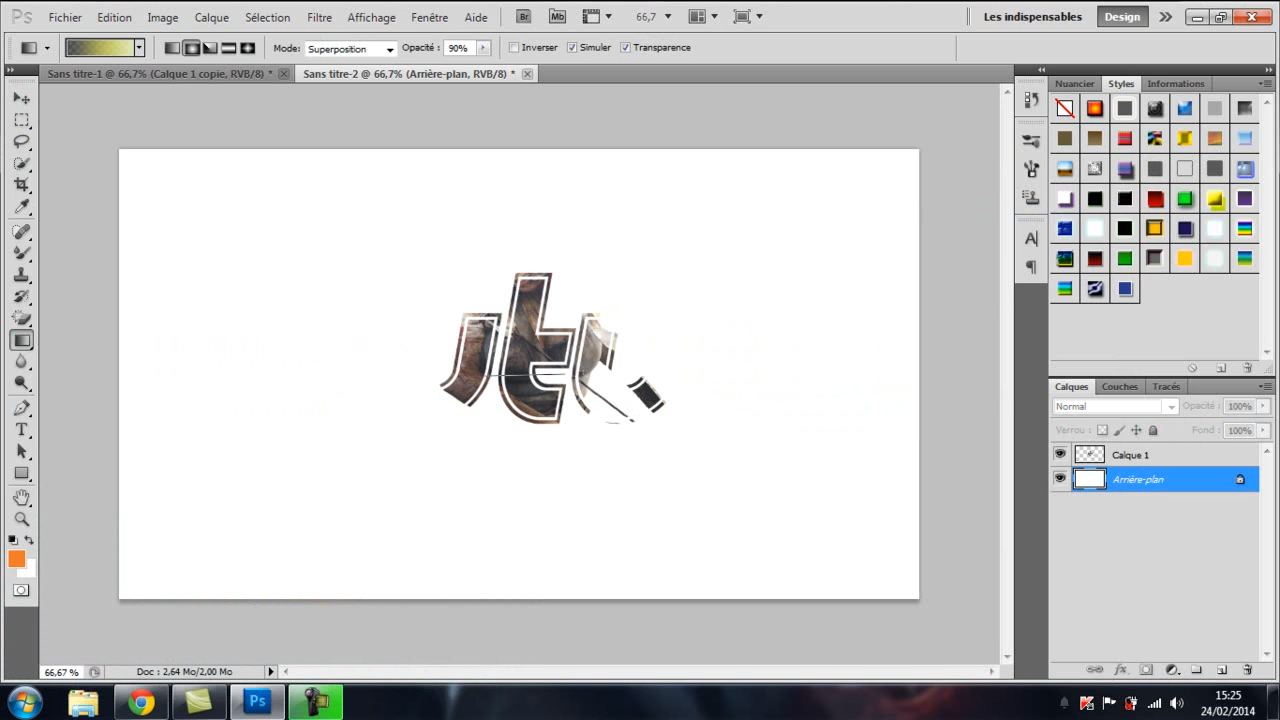 Ps Fichier Edition Image Calque Sélection Filtre Affichage Fenêtre Aide Br Mb 66,7 Les indispensables Design
Mode: Superposition Opacité : 90% Inverser Simuler Transparence
Sans titre-1 @ 66,7% (Calque 1 copie, RVB/8) * Sans titre-2 @ 66,7% (Arrière-plan, RVB/8) *
Nuancier Styles Informations
Calques Couches Tracés
Normal Opacité : 100%
Verrou : Fond : 100%
Calque 1
Arrière-plan
66,67 % Doc : 2,64 Mo/2,00 Mo
Ps
15:25
24/02/2014